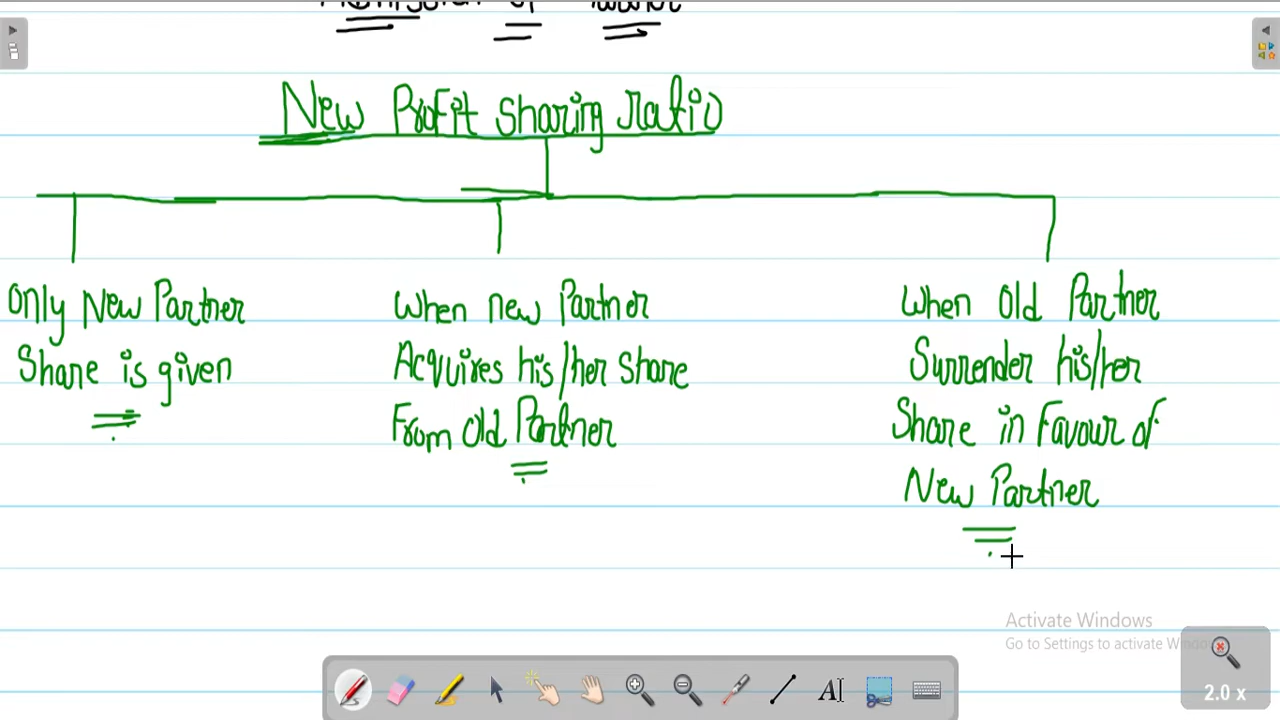 New Profit Sharing ratio
Only New Partner
Share is given
When new Partner
Acquires his/her Share
From Old Partner
When Old Partner
Surrender his/her
Share in Favour of
New Partner
Activate Windows
Go to Settings to activate Windo
AI
2.0 x